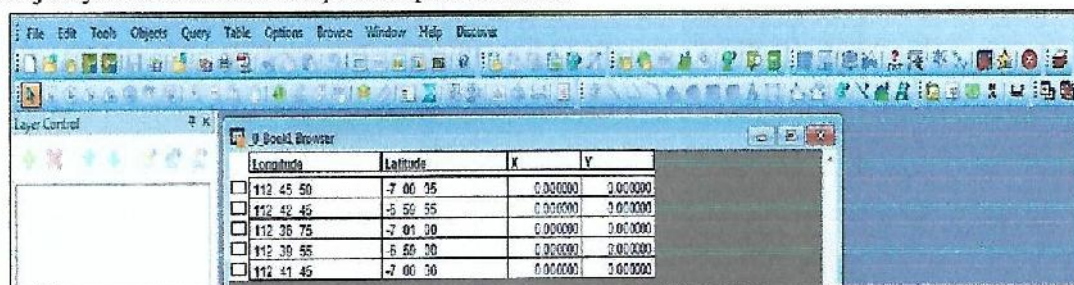 File Edit Tools Objects Query Table Options Browse Window Help Discover
Layer Control
_0_Book1 Browser
Longitude Latitude X Y
112 45 50 -7 00 35 0.000000 0.000000
112 42 45 -6 59 55 0.000000 0.000000
112 36 75 -7 01 30 0.000000 0.000000
112 39 55 -6 59 30 0.000000 0.000000
112 41 45 -7 00 30 0.000000 0.000000